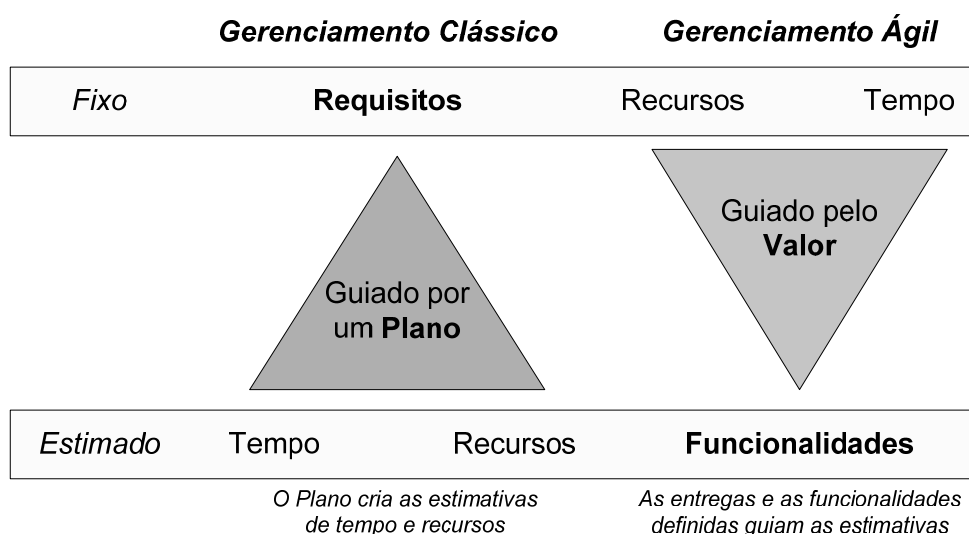 Gerenciamento Clássico
Gerenciamento Ágil
Fixo Requisitos Recursos Tempo
Guiado por
um Plano
Guiado pelo
Valor
Estimado Tempo Recursos Funcionalidades
O Plano cria as estimativas
de tempo e recursos
As entregas e as funcionalidades
definidas guiam as estimativas